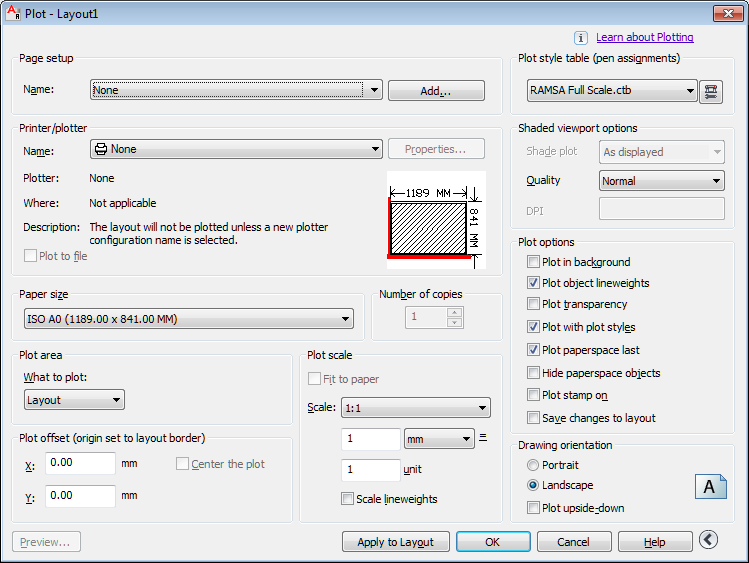 Plot - Layout1
Learn about Plotting
Page setup
Name:
None
Add...
Plot style table (pen assignments)
RAMSA Full Scale.ctb
Printer/plotter
Name:
None
Properties...
Plotter:
None
Where:
Not applicable
Description:
The layout will not be plotted unless a new plotter
configuration name is selected.
Plot to file
1189 MM
841 MM
Shaded viewport options
Shade plot
As displayed
Quality
Normal
DPI
Paper size
ISO A0 (1189.00 x 841.00 MM)
Number of copies
1
Plot options
Plot in background
Plot object lineweights
Plot transparency
Plot with plot styles
Plot paperspace last
Hide paperspace objects
Plot stamp on
Save changes to layout
Plot area
What to plot:
Layout
Plot scale
Fit to paper
Scale:
1:1
1
mm
=
1
unit
Scale lineweights
Plot offset (origin set to layout border)
X:
0.00
mm
Center the plot
Y:
0.00
mm
Drawing orientation
Portrait
Landscape
Plot upside-down
A
Preview...
Apply to Layout
OK
Cancel
Help